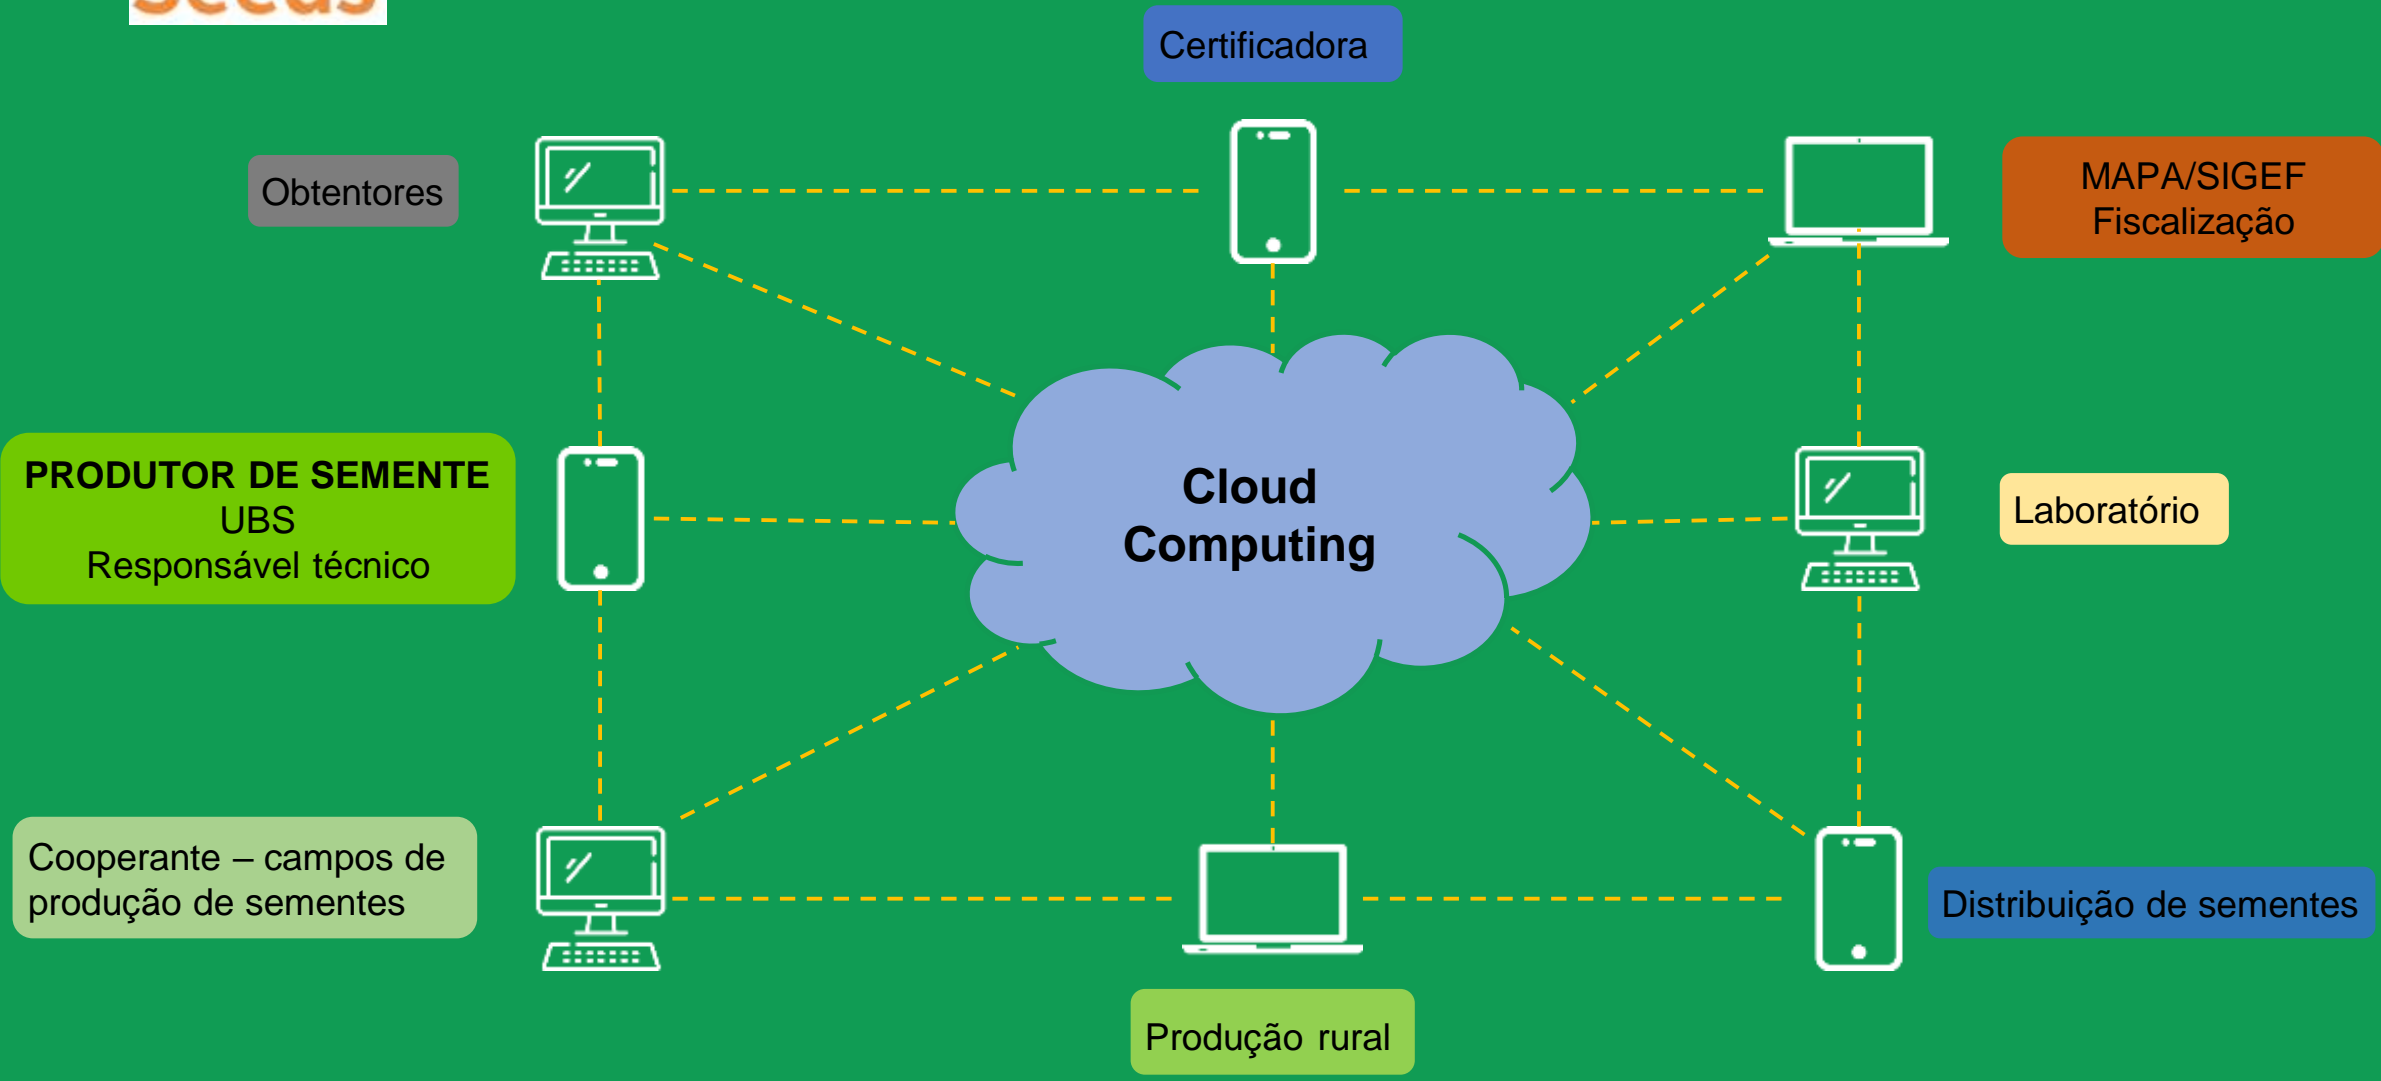 Certificadora
Obtentores
MAPA/SIGEF
Fiscalização
PRODUTOR DE SEMENTE
UBS
Responsável técnico
Cloud
Computing
Laboratório
Cooperante – campos de
produção de sementes
Distribuição de sementes
Produção rural